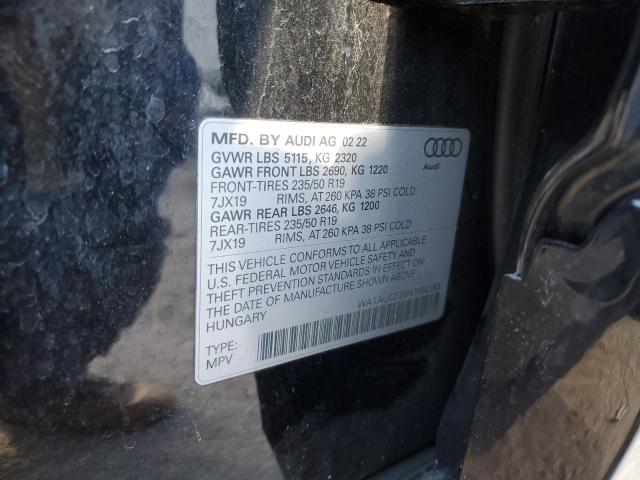 MFD. BY AUDI AG 02 22
GVWR LBS 5115, KG 2320
GAWR FRONT LBS 2690, KG 1220
FRONT-TIRES 235/50 R19
7JX19 RIMS, AT 260 KPA 38 PSI COLD
GAWR REAR LBS 2646, KG 1200
REAR-TIRES 235/50 R19
7JX19 RIMS, AT 260 KPA 38 PSI COLD
Audi
THIS VEHICLE CONFORMS TO ALL APPLICABLE
U.S. FEDERAL MOTOR VEHICLE SAFETY AND
THEFT PREVENTION STANDARDS IN EFFECT
ON THE DATE OF MANUFACTURE SHOWN ABOVE.
HUNGARY
TYPE:
MPV